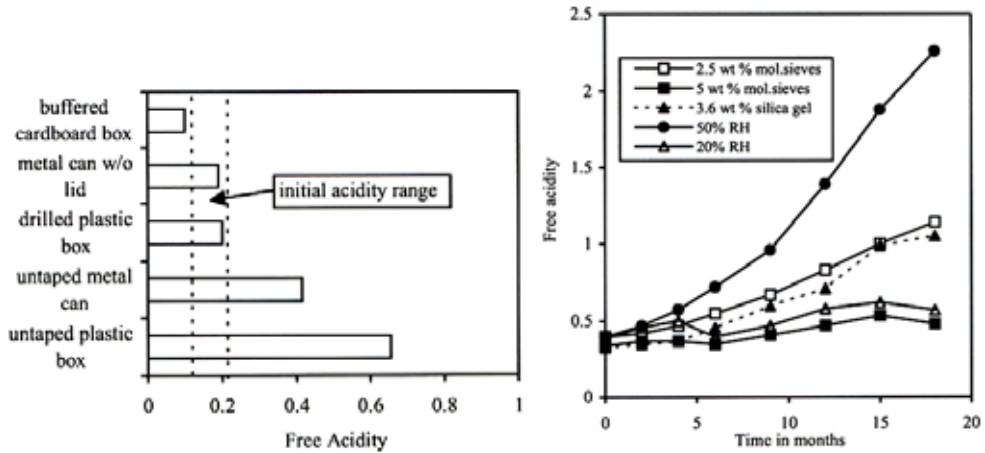 buffered
cardboard box
metal can w/o
lid
drilled plastic
box
untaped metal
can
untaped plastic
box
initial acidity range
0
0.2
0.4
0.6
0.8
1
Free Acidity
2.5
2
1.5
1
0.5
0
Free acidity
2.5 wt % mol.sieves
5 wt % mol.sieves
3.6 wt % silica gel
50% RH
20% RH
0
5
10
15
20
Time in months